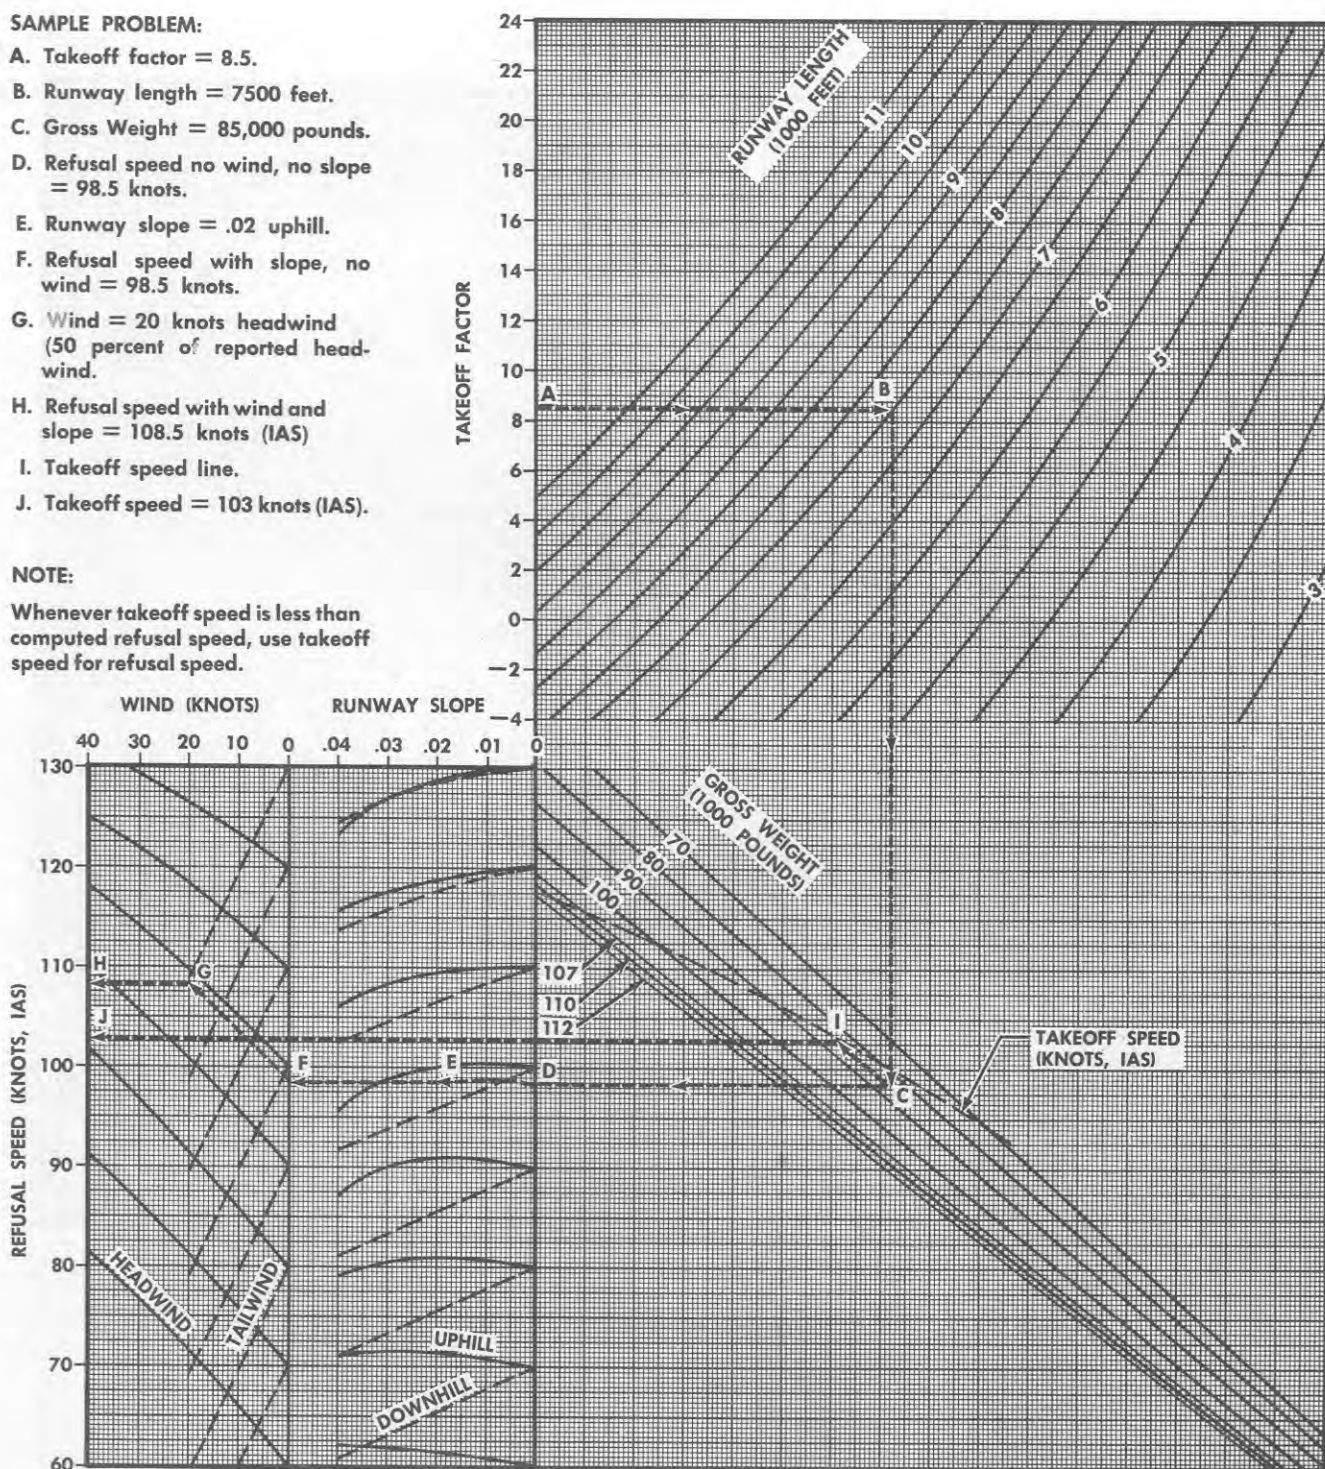 SAMPLE PROBLEM:
A. Takeoff factor = 8.5.
B. Runway length = 7500 feet.
C. Gross Weight = 85,000 pounds.
D. Refusal speed no wind, no slope
= 98.5 knots.
E. Runway slope = .02 uphill.
F. Refusal speed with slope, no
wind = 98.5 knots.
G. Wind = 20 knots headwind
(50 percent of reported head-
wind.
H. Refusal speed with wind and
slope = 108.5 knots (IAS)
I. Takeoff speed line.
J. Takeoff speed = 103 knots (IAS).
NOTE:
Whenever takeoff speed is less than
computed refusal speed, use takeoff
speed for refusal speed.
TAKEOFF FACTOR
24
22
20
18
16
14
12
10
8
6
4
2
0
—2
—4
RUNWAY LENGTH
(1000 FEET)
11
10
9
8
7
6
5
4
3
A
B
WIND (KNOTS)
40 30 20 10 0
RUNWAY SLOPE
.04 .03 .02 .01 0
REFUSAL SPEED (KNOTS, IAS)
130
120
110
100
90
80
70
60
GROSS WEIGHT
(1000 POUNDS)
70
80
90
100
107
110
112
H
G
J
I
TAKEOFF SPEED
(KNOTS, IAS)
F
E
D
C
HEADWIND
TAILWIND
UPHILL
DOWNHILL